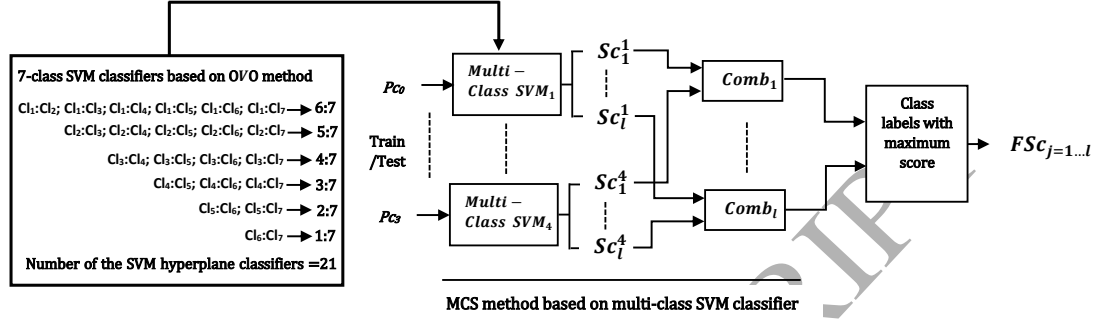 7-class SVM classifiers based on OVO method
Cl₁:Cl₂; Cl₁:Cl₃; Cl₁:Cl₄; Cl₁:Cl₅; Cl₁:Cl₆; Cl₁:Cl₇ → 6:7
Cl₂:Cl₃; Cl₂:Cl₄; Cl₂:Cl₅; Cl₂:Cl₆; Cl₂:Cl₇ → 5:7
Cl₃:Cl₄; Cl₃:Cl₅; Cl₃:Cl₆; Cl₃:Cl₇ → 4:7
Cl₄:Cl₅; Cl₄:Cl₆; Cl₄:Cl₇ → 3:7
Cl₅:Cl₆; Cl₅:Cl₇ → 2:7
Cl₆:Cl₇ → 1:7
Number of the SVM hyperplane classifiers =21
Pc₀
Train
/Test
Pc₃
Multi −
Class SVM₁
Multi −
Class SVM₄
Sc₁¹
Scₗ¹
Sc₁⁴
Scₗ⁴
Comb₁
Combₗ
Class
labels with
maximum
score
FSc_{j=1…l}
MCS method based on multi-class SVM classifier
RIP